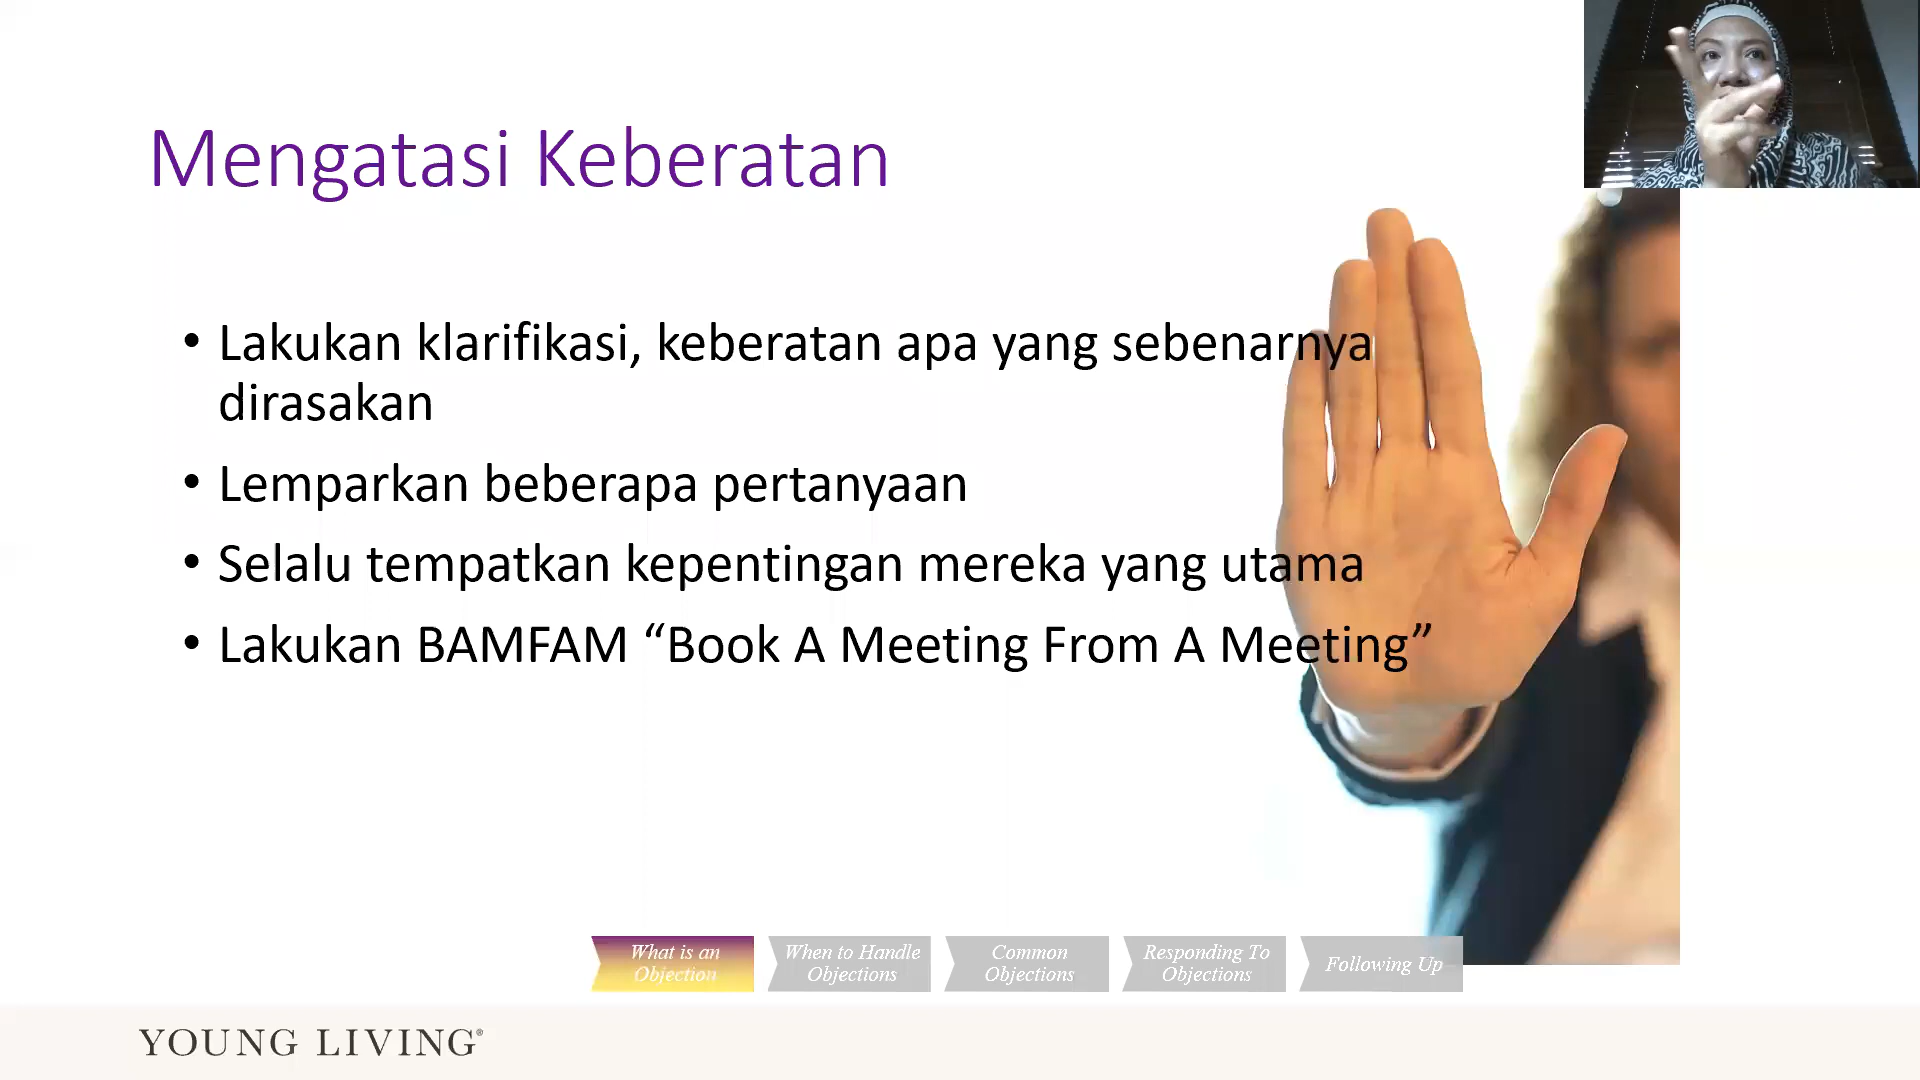 Mengatasi Keberatan
• Lakukan klarifikasi, keberatan apa yang sebenarnya
dirasakan
• Lemparkan beberapa pertanyaan
• Selalu tempatkan kepentingan mereka yang utama
• Lakukan BAMFAM “Book A Meeting From A Meeting”
What is an
Objection
When to Handle
Objections
Common
Objections
Responding To
Objections
Following Up
YOUNG LIVING®